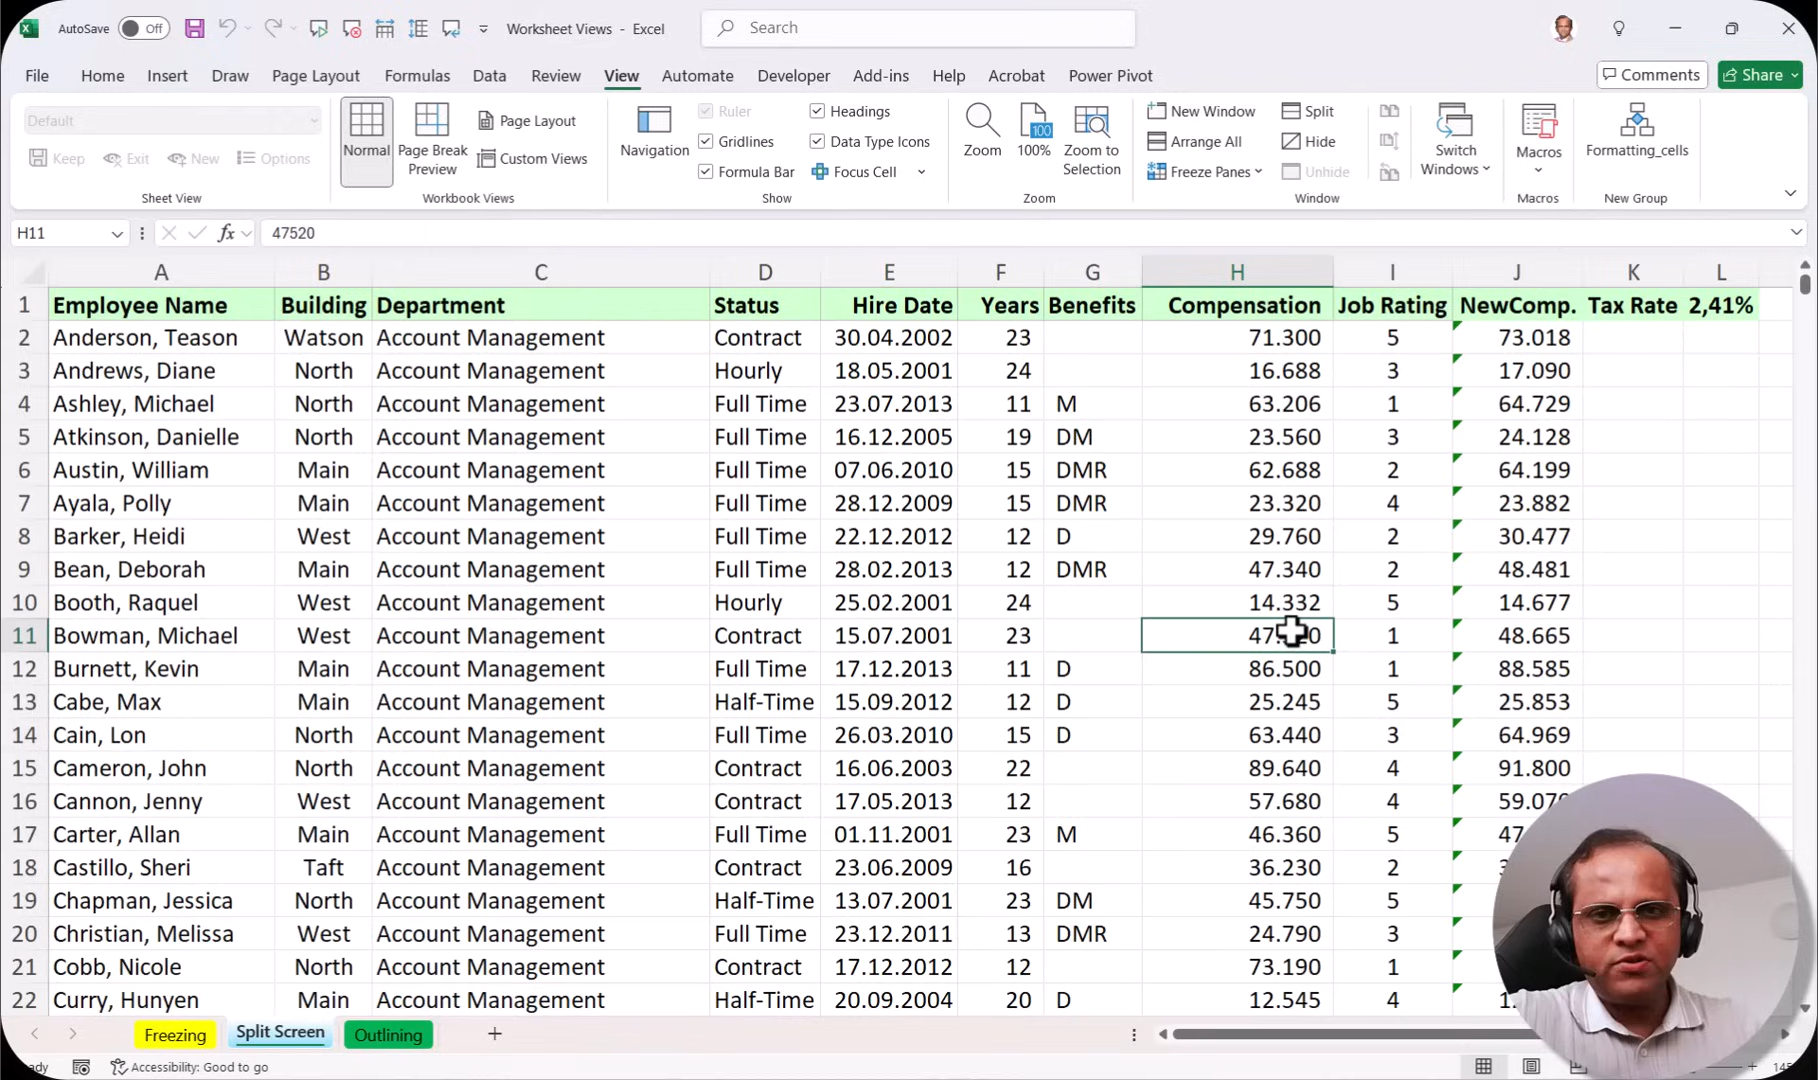 AutoSave Off Worksheet Views - Excel Search
File Home Insert Draw Page Layout Formulas Data Review View Automate Developer Add-ins Help Acrobat Power Pivot Comments Share
Default
Keep Exit New Options
Sheet View
Normal
Page Break Preview
Page Layout
Custom Views
Workbook Views
Navigation
Ruler Headings
Gridlines Data Type Icons
Formula Bar Focus Cell
Show
Zoom
100
100%
Zoom to Selection
Zoom
New Window Split
Arrange All Hide
Freeze Panes Unhide
Switch Windows
Window
Macros
Macros
Formatting_cells
New Group
H11 fx 47520
A B C D E F G H I J K L
1 Employee Name Building Department Status Hire Date Years Benefits Compensation Job Rating NewComp. Tax Rate 2,41%
2 Anderson, Teason Watson Account Management Contract 30.04.2002 23 71.300 5 73.018
3 Andrews, Diane North Account Management Hourly 18.05.2001 24 16.688 3 17.090
4 Ashley, Michael North Account Management Full Time 23.07.2013 11 M 63.206 1 64.729
5 Atkinson, Danielle North Account Management Full Time 16.12.2005 19 DM 23.560 3 24.128
6 Austin, William Main Account Management Full Time 07.06.2010 15 DMR 62.688 2 64.199
7 Ayala, Polly Main Account Management Full Time 28.12.2009 15 DMR 23.320 4 23.882
8 Barker, Heidi West Account Management Full Time 22.12.2012 12 D 29.760 2 30.477
9 Bean, Deborah Main Account Management Full Time 28.02.2013 12 DMR 47.340 2 48.481
10 Booth, Raquel West Account Management Hourly 25.02.2001 24 14.332 5 14.677
11 Bowman, Michael West Account Management Contract 15.07.2001 23 1 48.665
12 Burnett, Kevin Main Account Management Full Time 17.12.2013 11 D 86.500 1 88.585
13 Cabe, Max Main Account Management Half-Time 15.09.2012 12 D 25.245 5 25.853
14 Cain, Lon North Account Management Full Time 26.03.2010 15 D 63.440 3 64.969
15 Cameron, John North Account Management Contract 16.06.2003 22 89.640 4 91.800
16 Cannon, Jenny West Account Management Contract 17.05.2013 12 57.680 4
17 Carter, Allan Main Account Management Full Time 01.11.2001 23 M 46.360 5
18 Castillo, Sheri Taft Account Management Contract 23.06.2009 16 36.230 2
19 Chapman, Jessica North Account Management Half-Time 13.07.2001 23 DM 45.750 5
20 Christian, Melissa West Account Management Full Time 23.12.2011 13 DMR 24.790 3
21 Cobb, Nicole North Account Management Contract 17.12.2012 12 73.190 1
22 Curry, Hunyen Main Account Management Half-Time 20.09.2004 20 D 12.545 4
Freezing Split Screen Outlining
Accessibility: Good to go